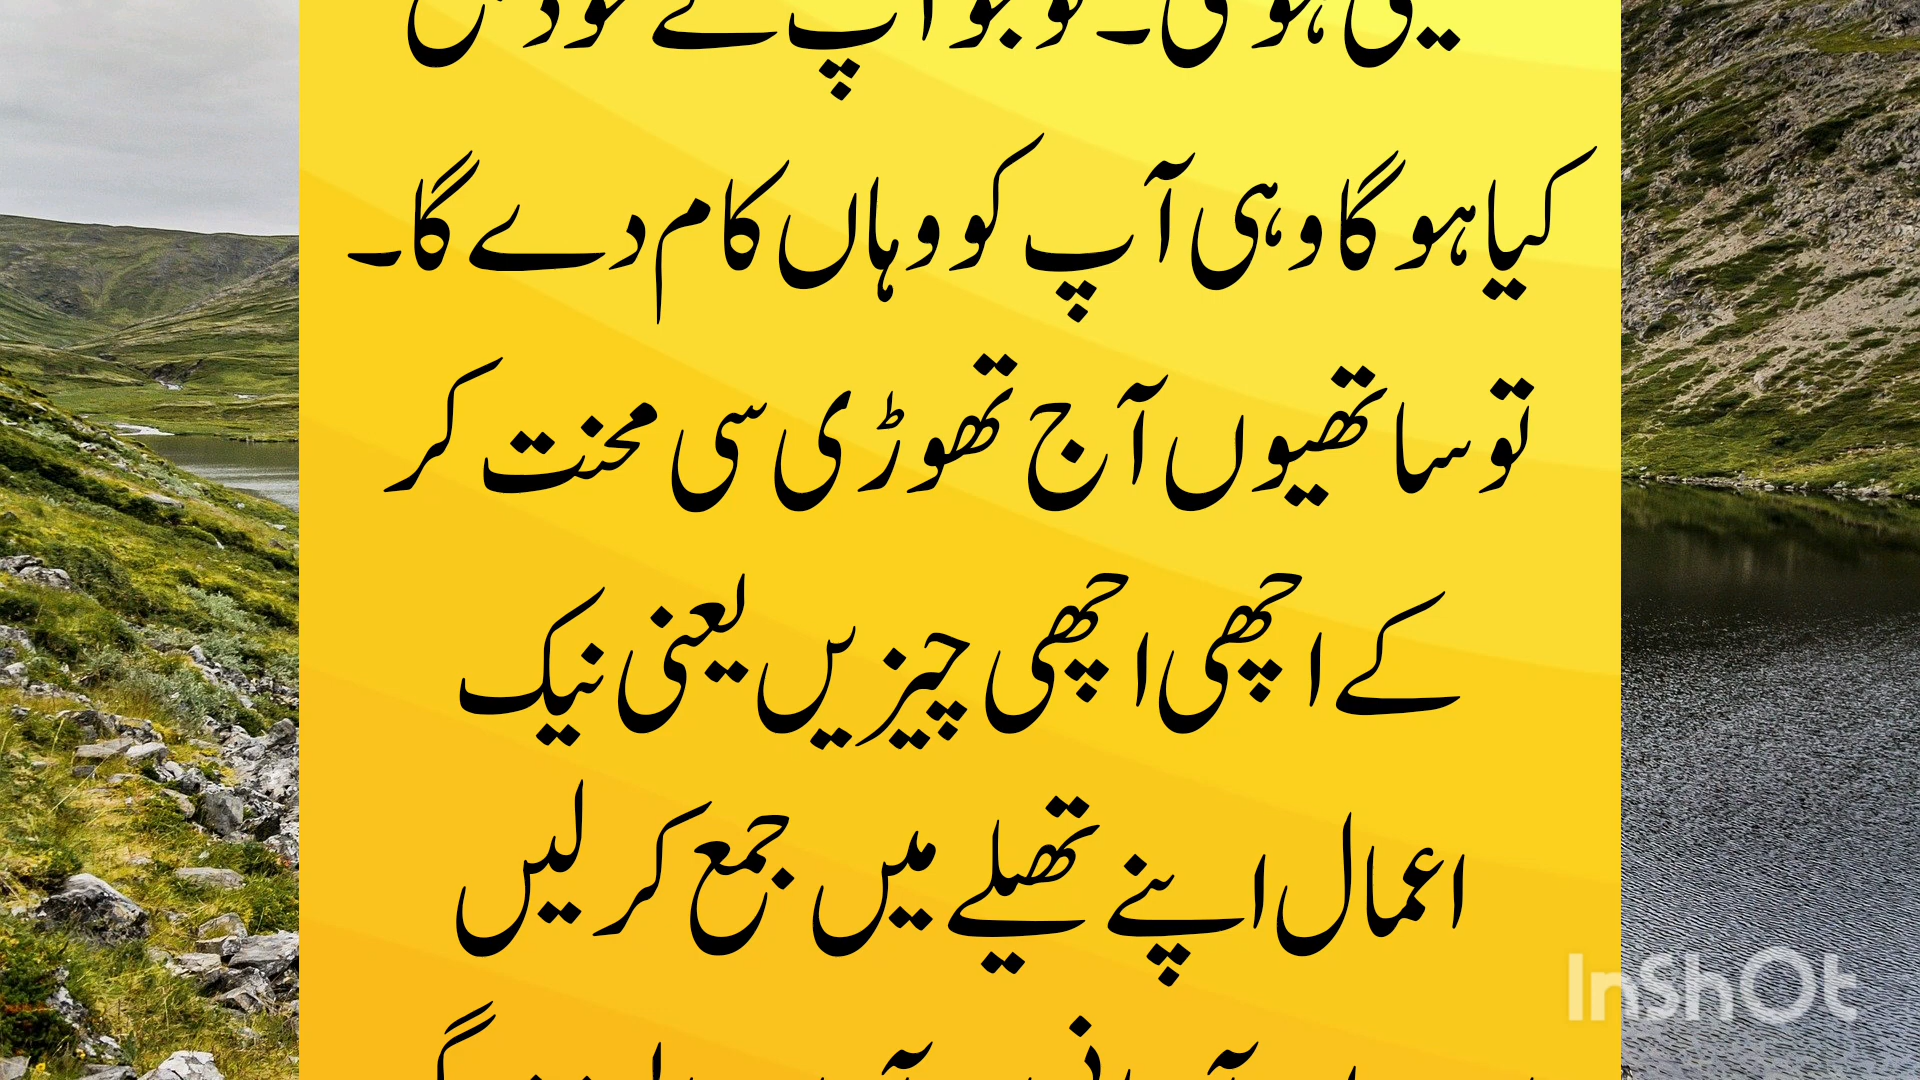 کیا ہو گا وہی آپ کو وہاں کام دے گا۔
تو ساتھیوں آج تھوڑی سی محنت کر
کے اچھی اچھی چیزیں یعنی نیک
اعمال اپنے تھیلے میں جمع کر لیں
InShOt